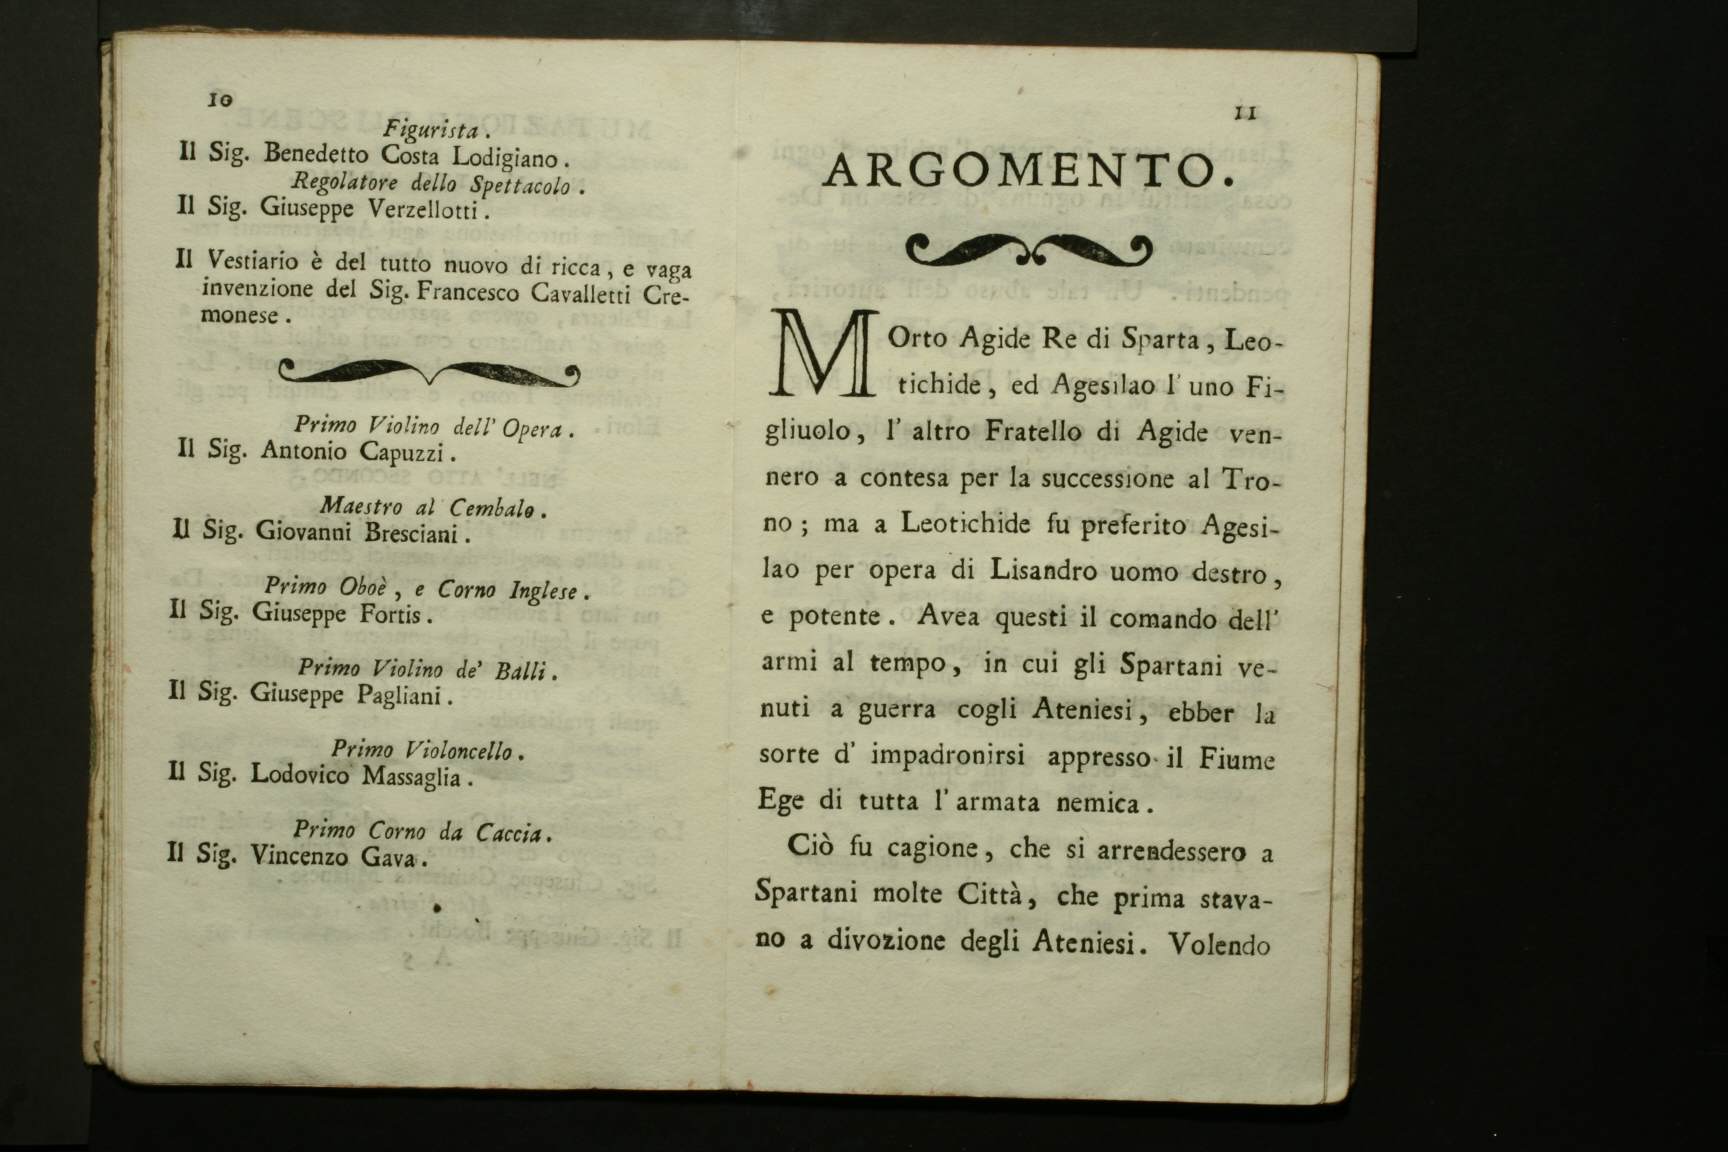 10
Figurista.
Il Sig. Benedetto Costa Lodigiano.
Regolatore dello Spettacolo.
Il Sig. Giuseppe Verzellotti.
Il Vestiario è del tutto nuovo di ricca, e vaga
invenzione del Sig. Francesco Cavalletti Cre-
monese.
Primo Violino dell' Opera.
Il Sig. Antonio Capuzzi.
Maestro al Cembalo.
Il Sig. Giovanni Bresciani.
Primo Oboè, e Corno Inglese.
Il Sig. Giuseppe Fortis.
Primo Violino de' Balli.
Il Sig. Giuseppe Pagliani.
Primo Violoncello.
Il Sig. Lodovico Massaglia.
Primo Corno da Caccia.
Il Sig. Vincenzo Gava.
11
ARGOMENTO.
MOrto Agide Re di Sparta, Leo-
tichide, ed Agesilao l' uno Fi-
gliuolo, l' altro Fratello di Agide ven-
nero a contesa per la successione al Tro-
no; ma a Leotichide fu preferito Agesi-
lao per opera di Lisandro uomo destro,
e potente. Avea questi il comando dell'
armi al tempo, in cui gli Spartani ve-
nuti a guerra cogli Ateniesi, ebber la
sorte d' impadronirsi appresso il Fiume
Ege di tutta l' armata nemica.
Ciò fu cagione, che si arrendessero a
Spartani molte Città, che prima stava-
no a divozione degli Ateniesi. Volendo